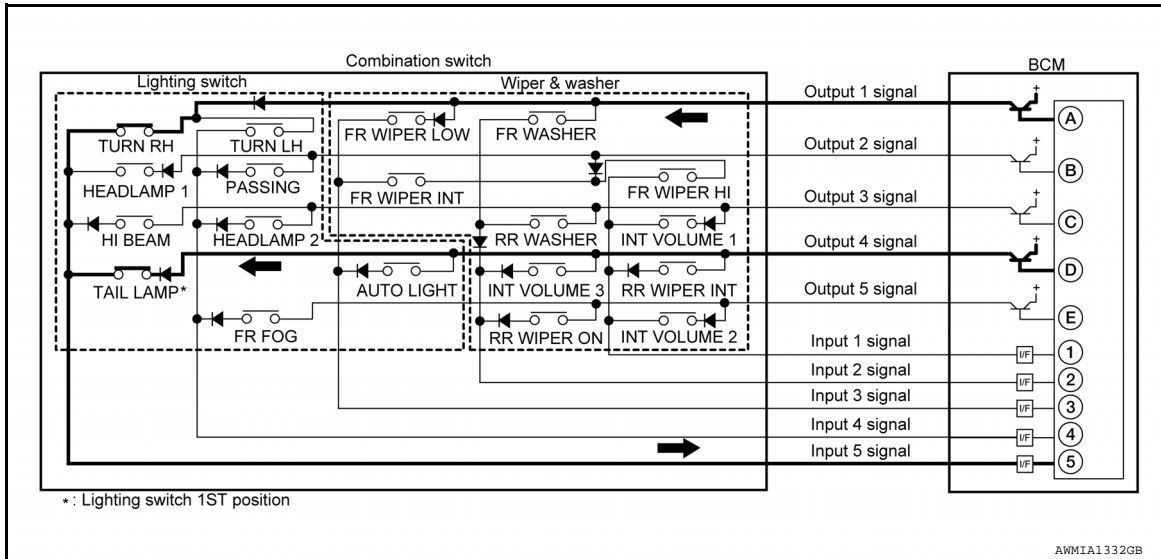 Combination switch
BCM
Lighting switch
Wiper & washer
Output 1 signal
+
A
TURN RH
TURN LH
FR WIPER LOW
FR WASHER
Output 2 signal
+
B
HEADLAMP 1
PASSING
FR WIPER INT
FR WIPER HI
Output 3 signal
+
C
HI BEAM
HEADLAMP 2
RR WASHER
INT VOLUME 1
Output 4 signal
+
D
TAIL LAMP*
AUTO LIGHT
INT VOLUME 3
RR WIPER INT
Output 5 signal
+
E
FR FOG
RR WIPER ON
INT VOLUME 2
Input 1 signal
I/F
1
Input 2 signal
I/F
2
Input 3 signal
I/F
3
Input 4 signal
I/F
4
Input 5 signal
I/F
5
* : Lighting switch 1ST position
AWMIA1332GB